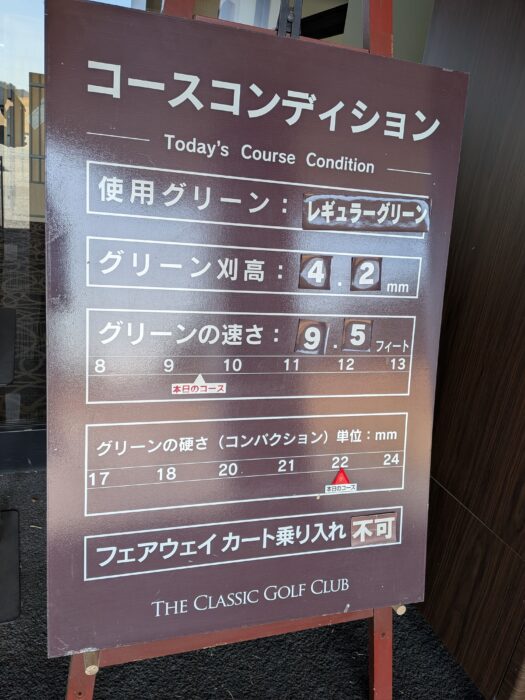 コースコンディション
Today's Course Condition
使用グリーン： レギュラーグリーン
グリーン刈高： 4.2 mm
グリーンの速さ： 9.5 フィート
8 9 10 11 12 13
本日のコース
グリーンの硬さ（コンパクション）単位：mm
17 18 20 21 22 24
本日のコース
フェアウェイ カート乗り入れ 不可
THE CLASSIC GOLF CLUB